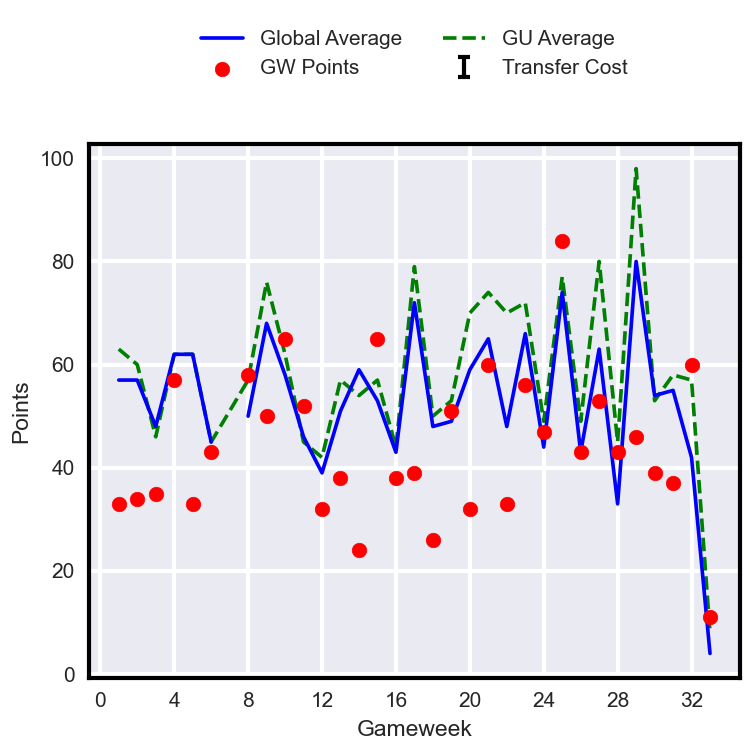 Global Average
GU Average
GW Points
Transfer Cost
100
80
60
40
20
0
Points
0 4 8 12 16 20 24 28 32
Gameweek